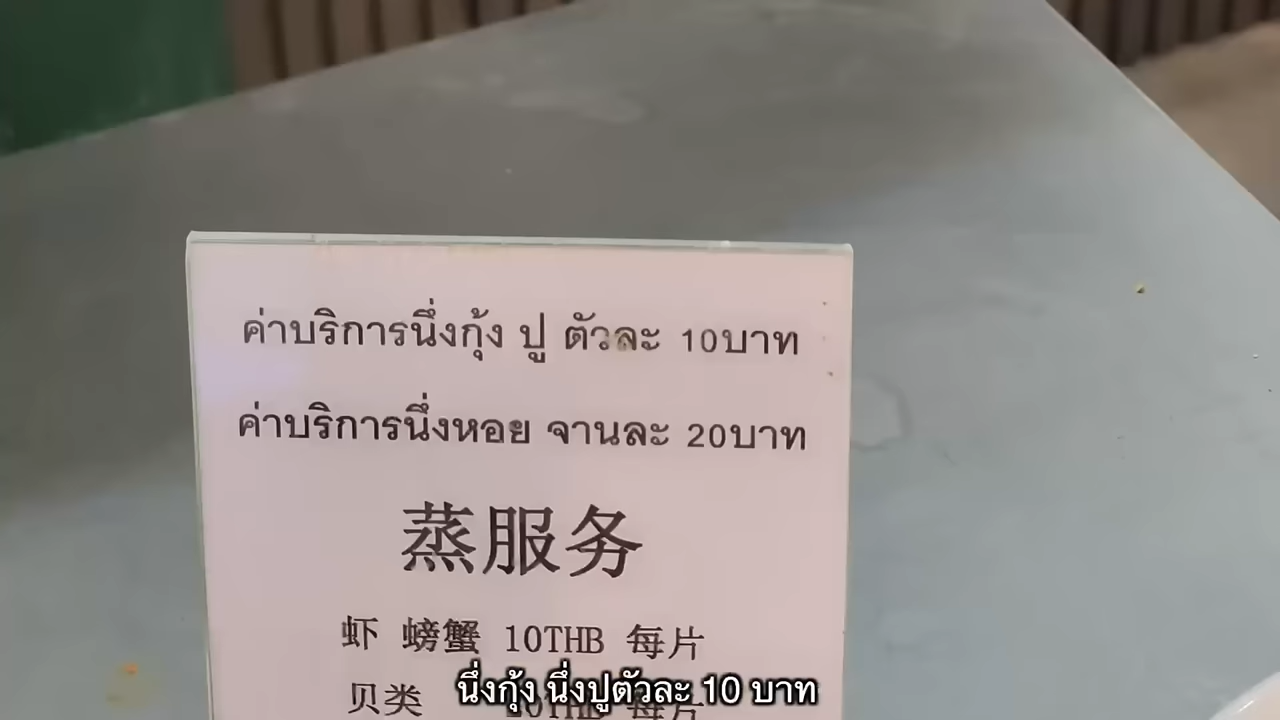 ค่าบริการนึ่งกุ้ง ปู ตัวละ 10บาท
ค่าบริการนึ่งหอย จานละ 20บาท
蒸服务
虾 螃蟹 10THB 每片
贝类 20THB 每片
นึ่งกุ้ง นึ่งปูตัวละ 10 บาท